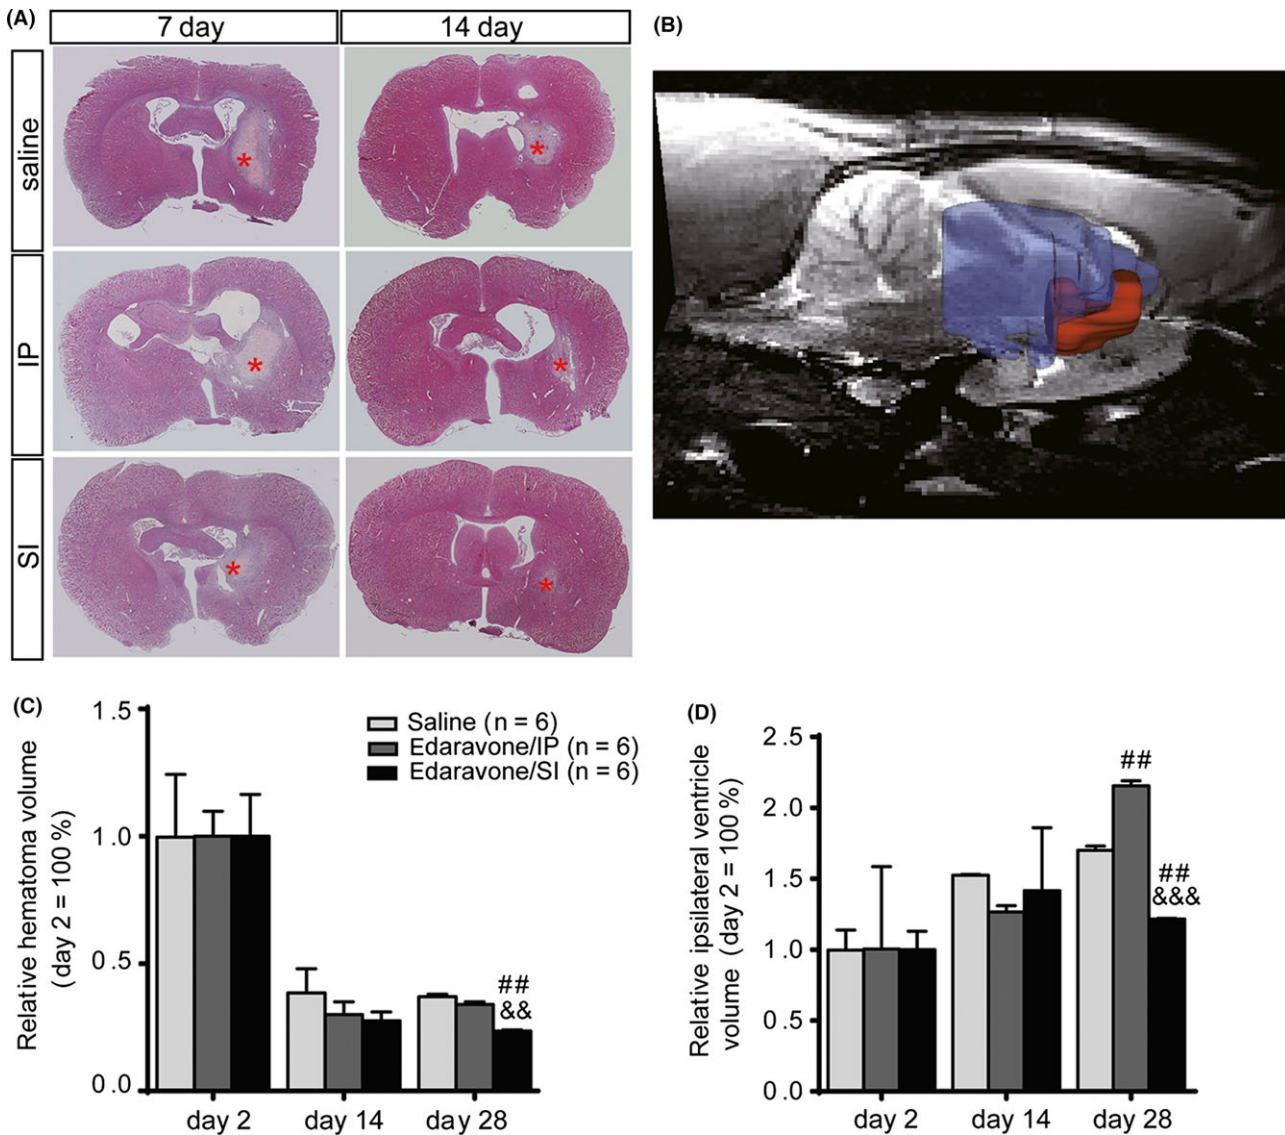 (A)
7 day
14 day
saline
*
*
IP
*
*
SI
*
*
(B)
(C)
Relative hematoma volume
(day 2 = 100 %)
1.5
1.0
0.5
0.0
Saline (n = 6)
Edaravone/IP (n = 6)
Edaravone/SI (n = 6)
##
&&
day 2
day 14
day 28
(D)
Relative ipsilateral ventricle
volume (day 2 = 100 %)
2.5
2.0
1.5
1.0
0.5
0.0
##
##
&&&
day 2
day 14
day 28